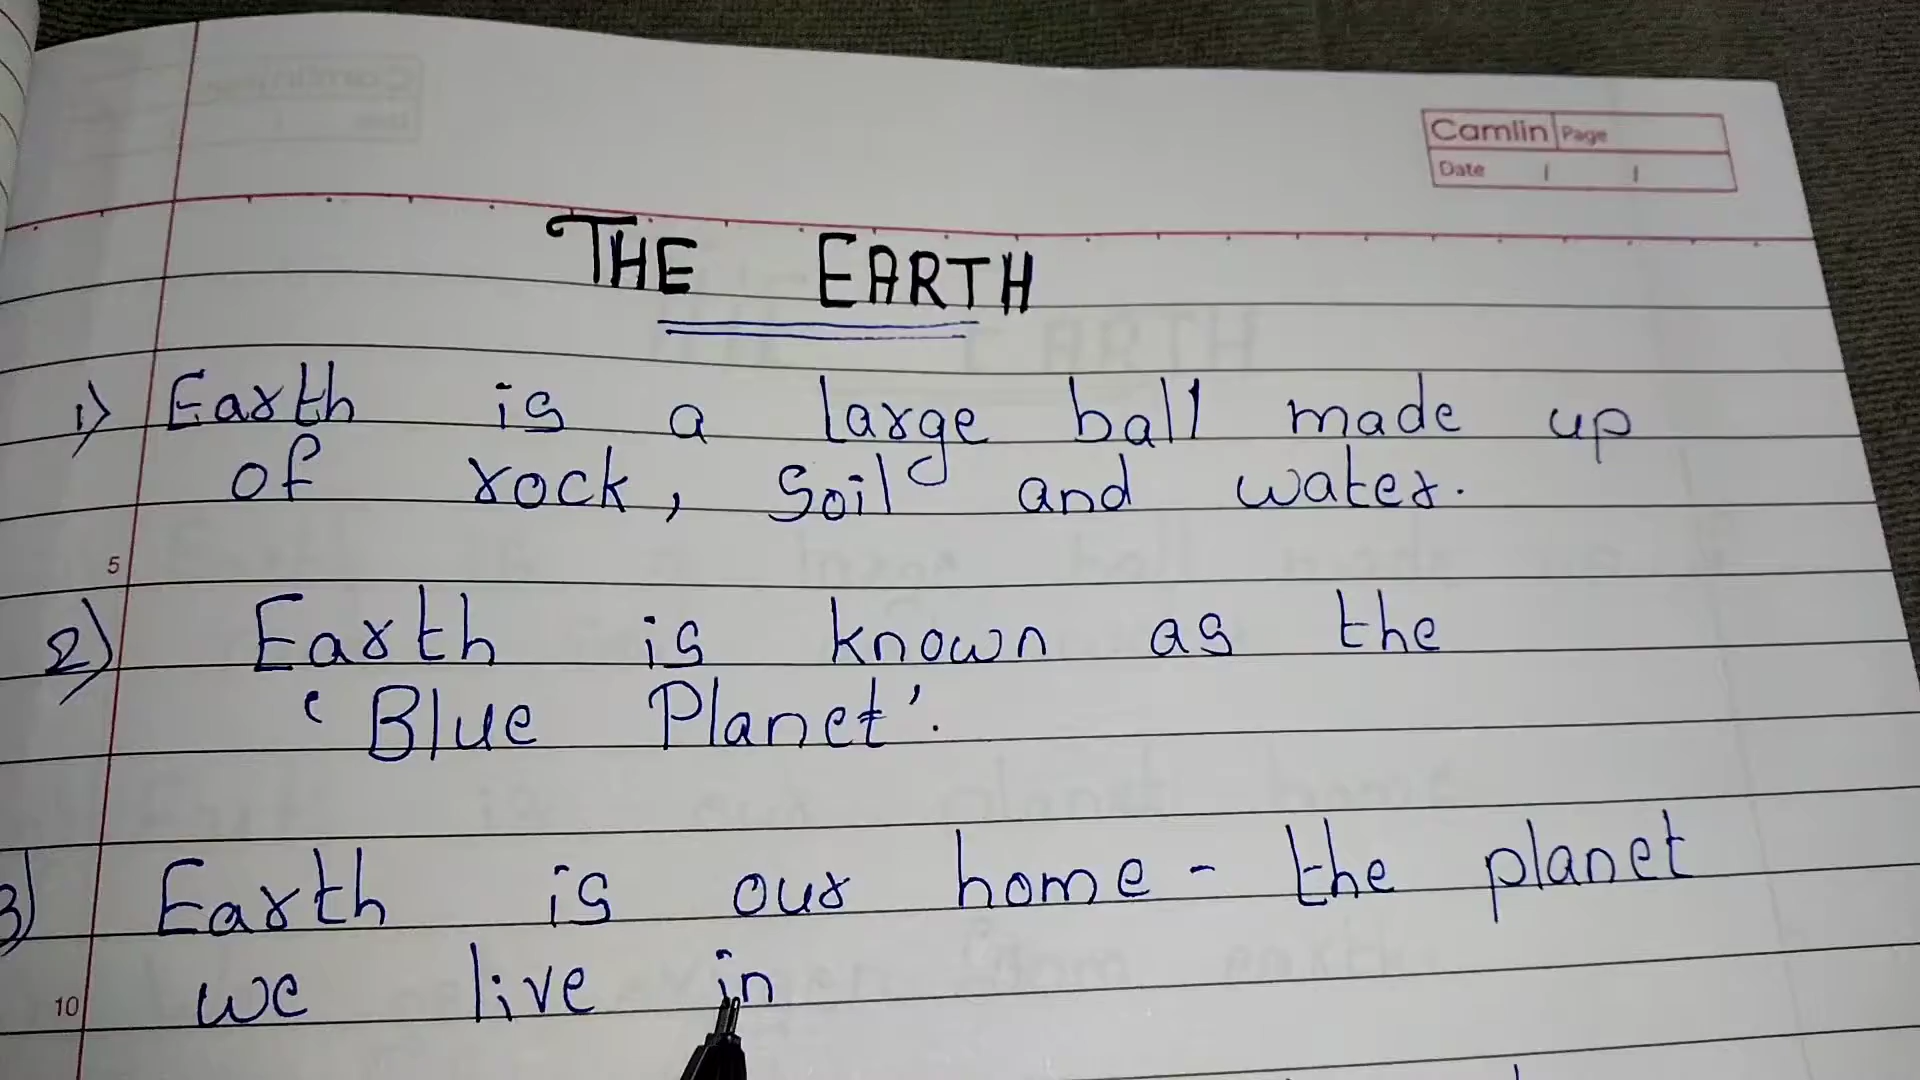 Camlin Page
Date / /
THE EARTH
1) Earth is a large ball made up
of rock, soil and water.
5
2) Earth is known as the
'Blue Planet'.
3) Earth is our home - the planet
10 we live in